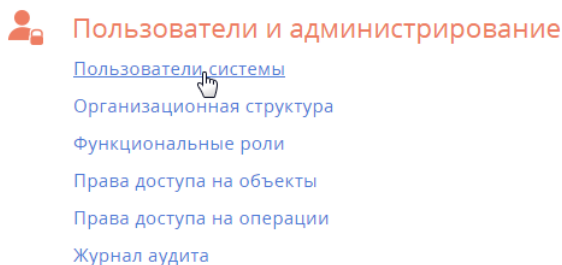 Пользователи и администрирование
Пользователи системы
Организационная структура
Функциональные роли
Права доступа на объекты
Права доступа на операции
Журнал аудита